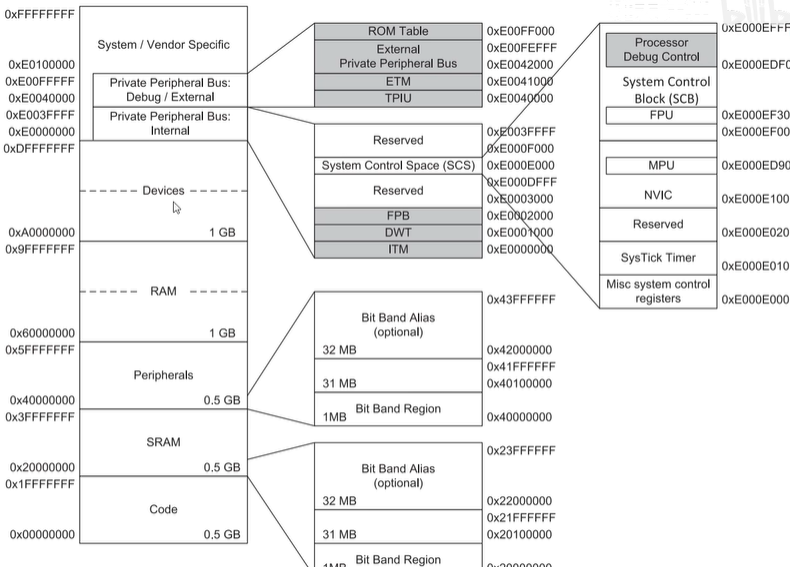 0xFFFFFFFF
System / Vendor Specific
0xE0100000
0xE00FFFFF
Private Peripheral Bus:
Debug / External
0xE0040000
0xE003FFFF
Private Peripheral Bus:
Internal
0xE0000000
0xDFFFFFFF
Devices
0xA0000000
1 GB
0x9FFFFFFF
RAM
0x60000000
1 GB
0x5FFFFFFF
Peripherals
0x40000000
0.5 GB
0x3FFFFFFF
SRAM
0x20000000
0.5 GB
0x1FFFFFFF
Code
0x00000000
0.5 GB
ROM Table
0xE00FF000
External
Private Peripheral Bus
0xE00FEFFF
0xE0042000
ETM
0xE0041000
TPIU
0xE0040000
Reserved
0xE003FFFF
0xE000F000
System Control Space (SCS)
0xE000E000
Reserved
0xE000DFFF
0xE0003000
FPB
0xE0002000
DWT
0xE0001000
ITM
0xE0000000
0x43FFFFFF
Bit Band Alias
(optional)
32 MB
0x42000000
0x41FFFFFF
31 MB
0x40100000
Bit Band Region
1MB
0x40000000
0x23FFFFFF
Bit Band Alias
(optional)
32 MB
0x22000000
0x21FFFFFF
31 MB
0x20100000
Bit Band Region
1MB
0x20000000
0xE000EFFF
Processor
Debug Control
0xE000EDF0
System Control
Block (SCB)
FPU
0xE000EF30
0xE000EF00
MPU
0xE000ED90
NVIC
0xE000E100
Reserved
0xE000E020
SysTick Timer
0xE000E010
Misc system control
registers
0xE000E000